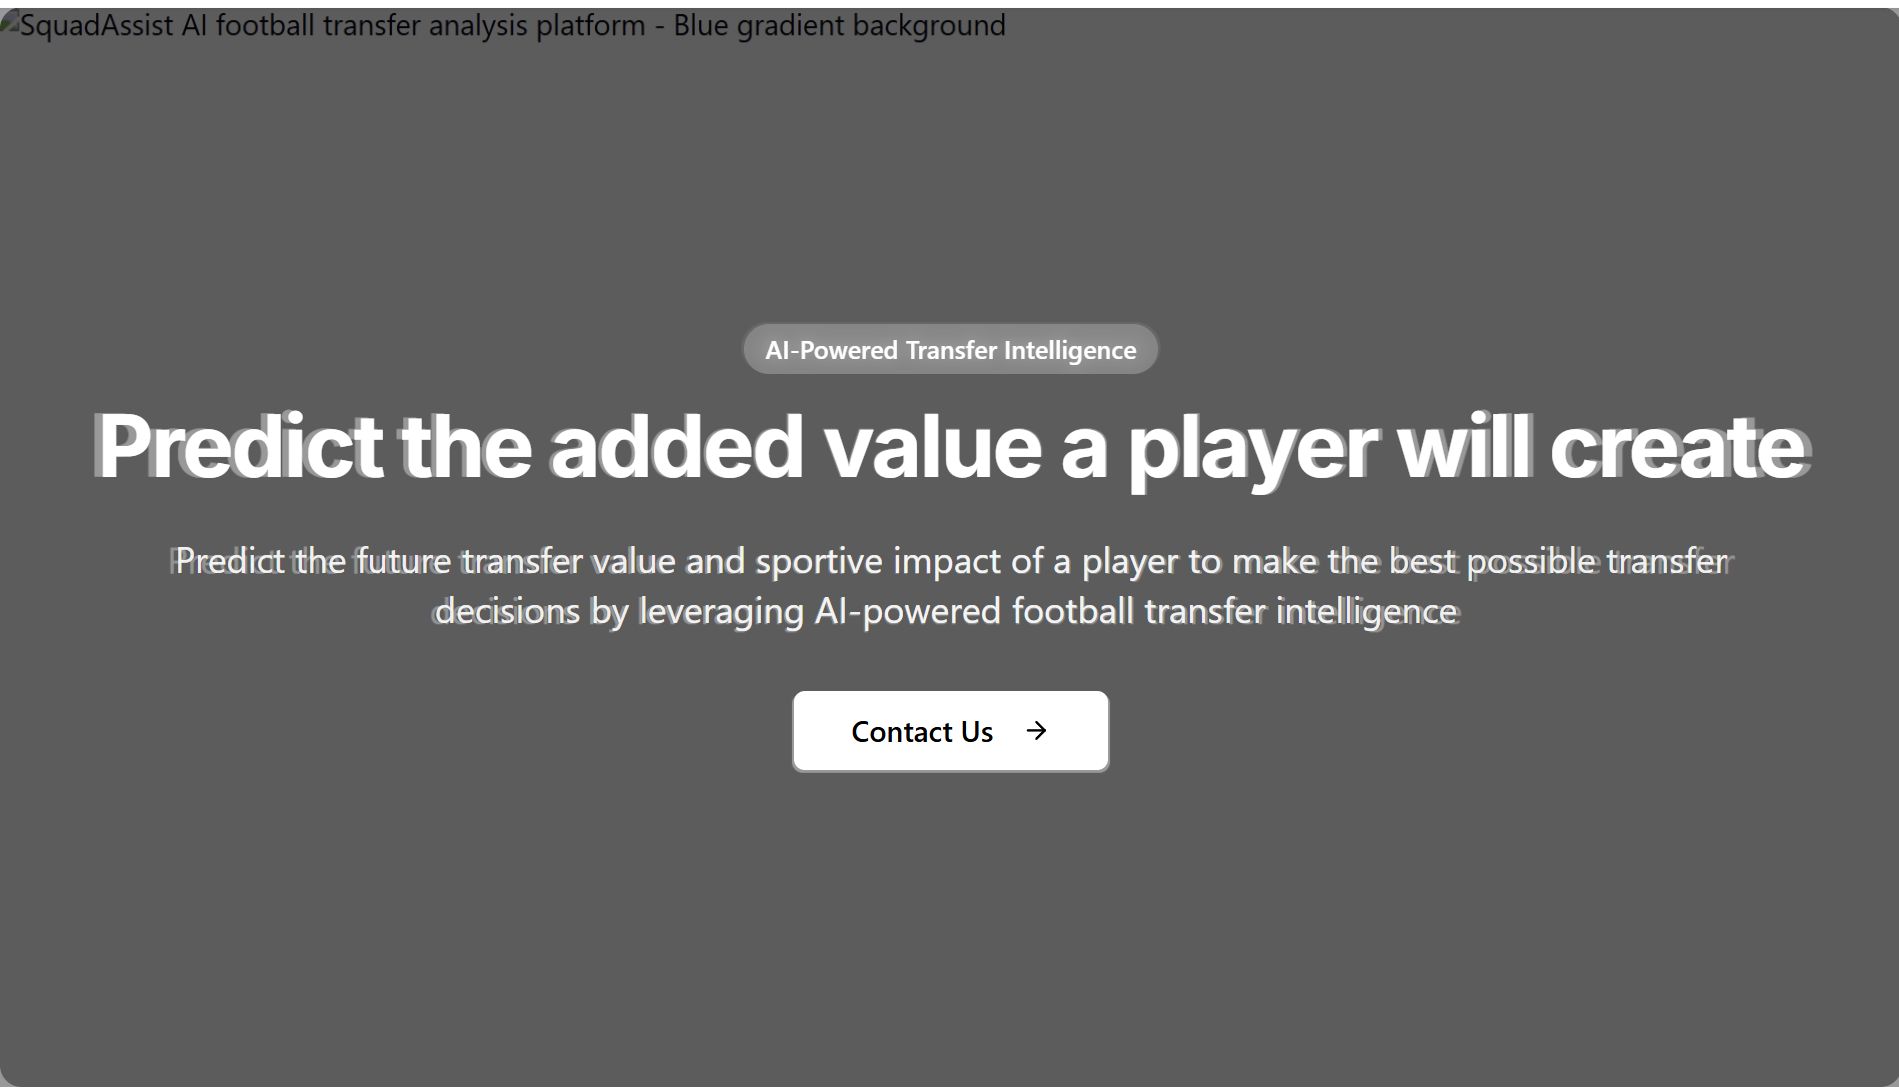 SquadAssist AI football transfer analysis platform - Blue gradient background
AI-Powered Transfer Intelligence
Predict the added value a player will create
Predict the future transfer value and sportive impact of a player to make the best possible transfer
decisions by leveraging AI-powered football transfer intelligence
Contact Us